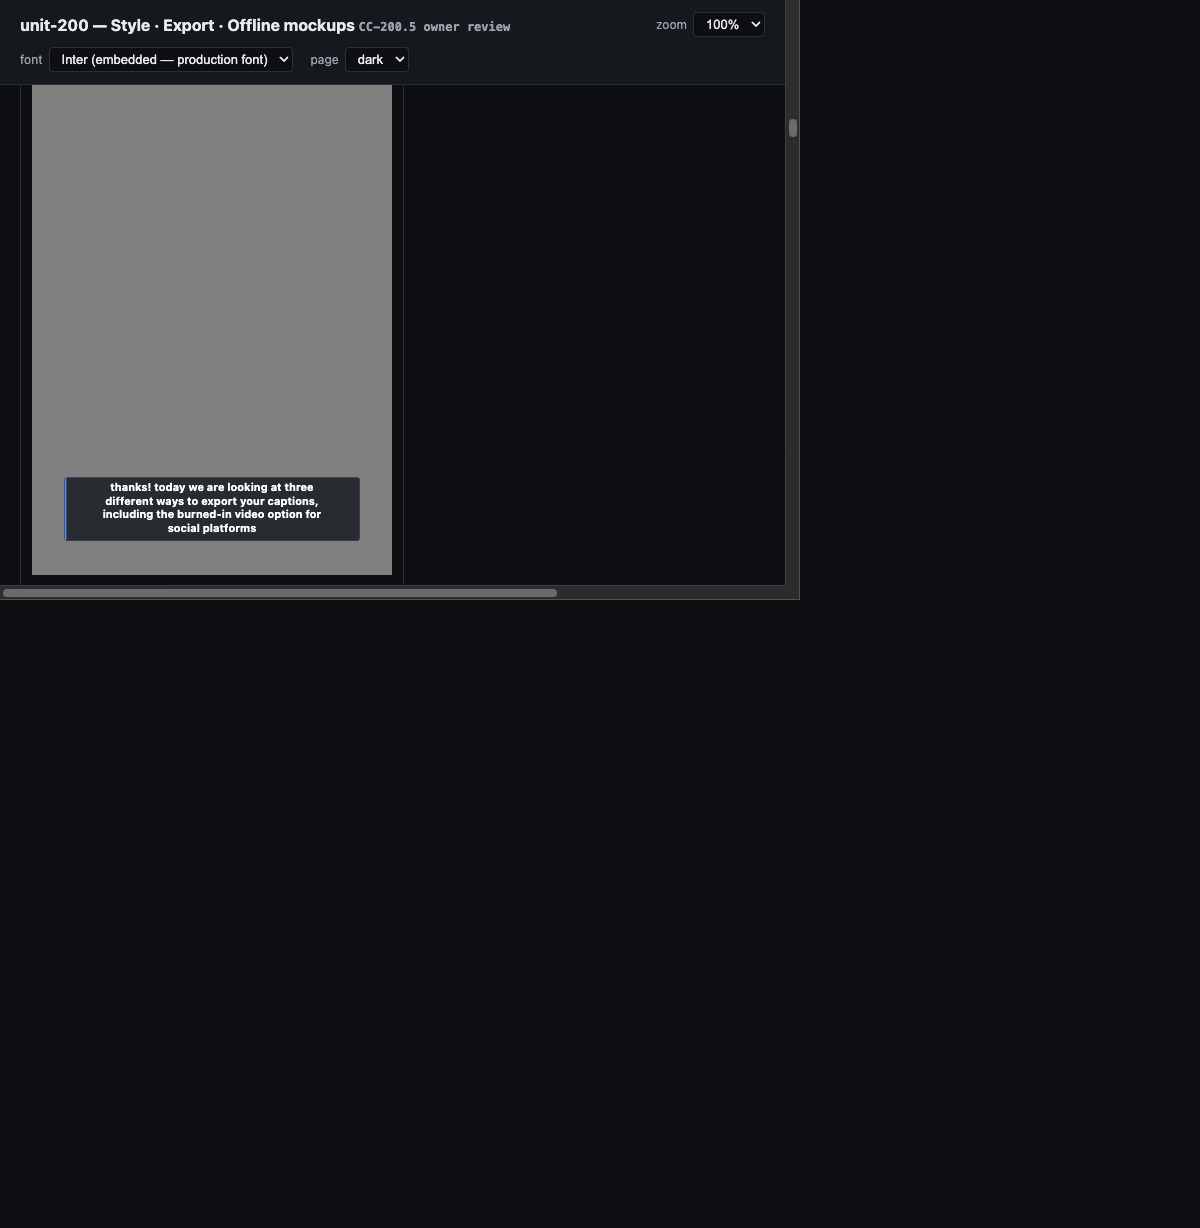 unit-200 — Style · Export · Offline mockups CC-200.5 owner review
zoom 100%
font Inter (embedded — production font) page dark
thanks! today we are looking at three
different ways to export your captions,
including the burned-in video option for
social platforms